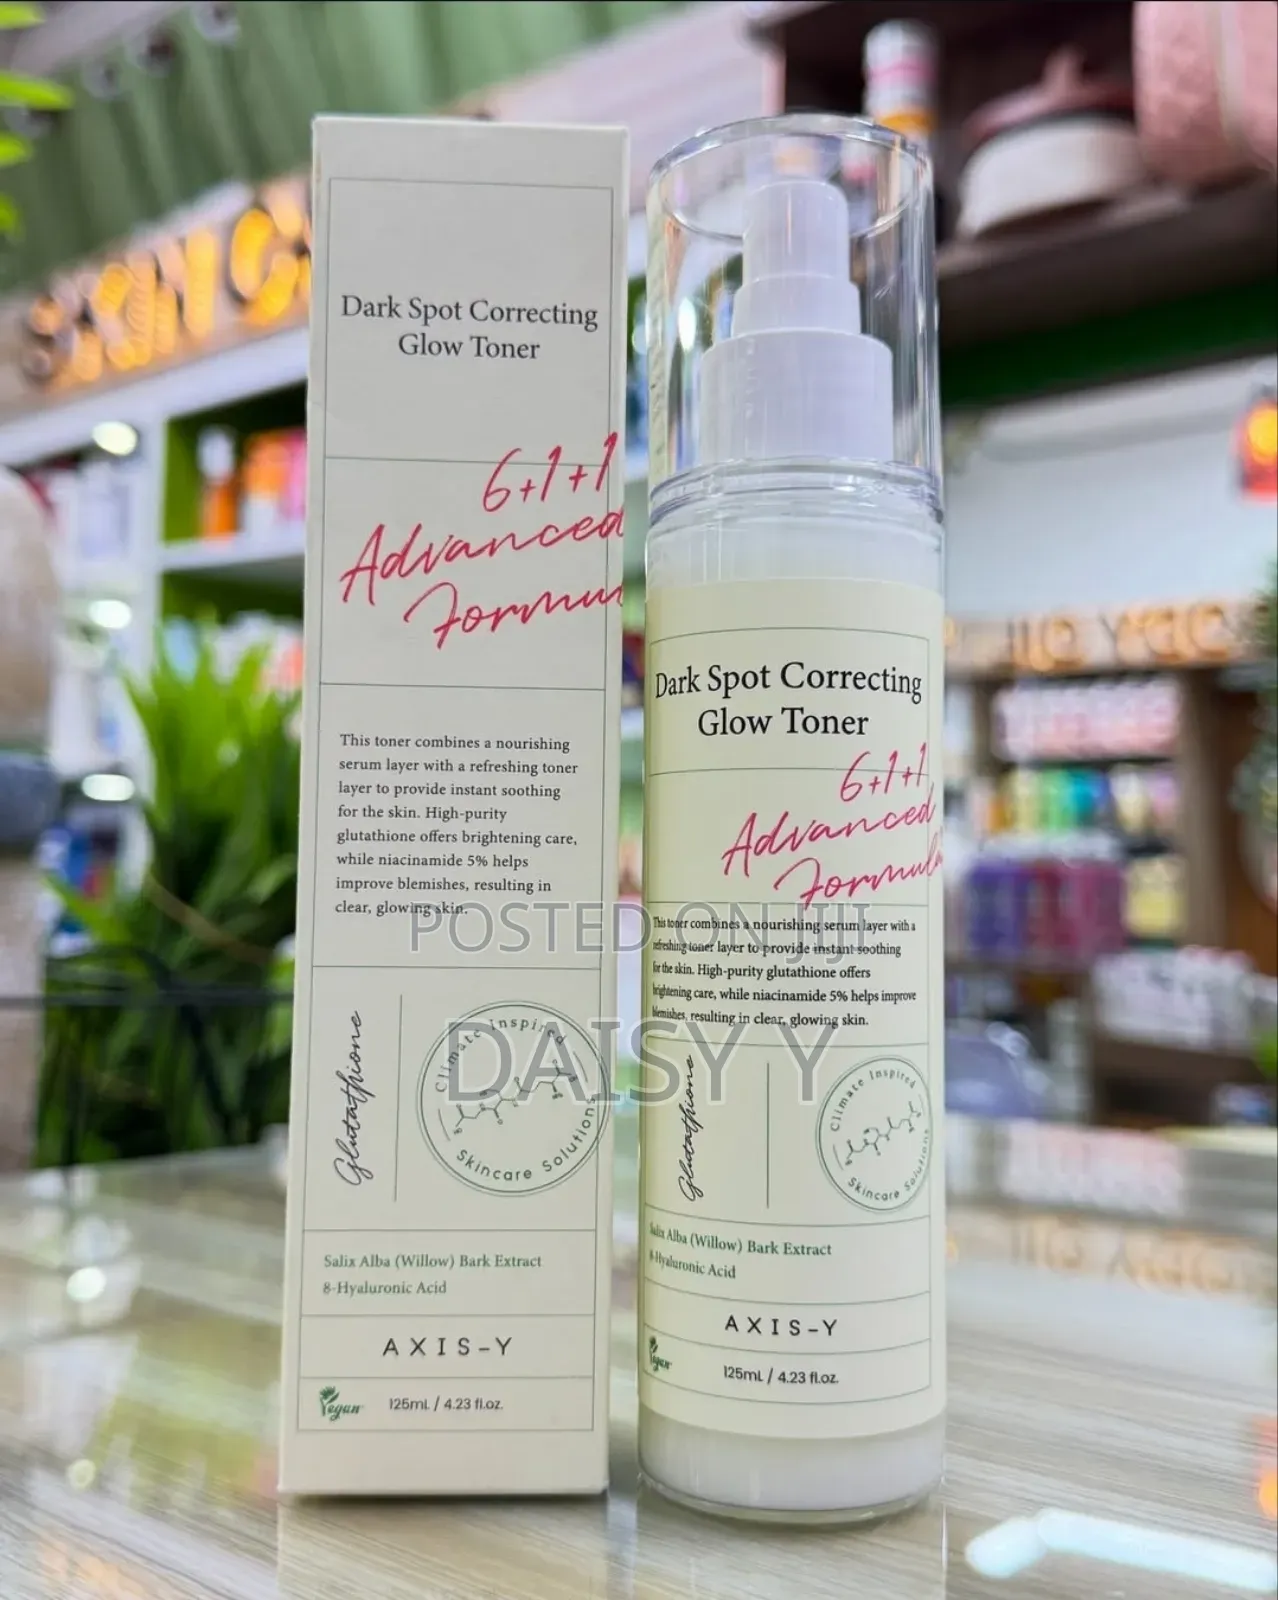 SKIN C
Dark Spot Correcting
Glow Toner
6+1+1
Advanced
Formu
This toner combines a nourishing
serum layer with a refreshing toner
layer to provide instant soothing
for the skin. High-purity
glutathione offers brightening care,
while niacinamide 5% helps
improve blemishes, resulting in
clear, glowing skin.
Glutathione
Climate Inspired
Skincare Solutions
Salix Alba (Willow) Bark Extract
8-Hyaluronic Acid
AXIS-Y
Vegan
125mL / 4.23 fl.oz.
Dark Spot Correcting
Glow Toner
6+1+1
Advanced
Formula
This toner combines a nourishing serum layer with a
refreshing toner layer to provide instant soothing
for the skin. High-purity glutathione offers
brightening care, while niacinamide 5% helps improve
blemishes, resulting in clear, glowing skin.
Glutathione
Climate Inspired
Skincare Solutions
Salix Alba (Willow) Bark Extract
8-Hyaluronic Acid
AXIS-Y
Vegan
125mL / 4.23 fl.oz.
POSTED ON JIJI
DAISY Y